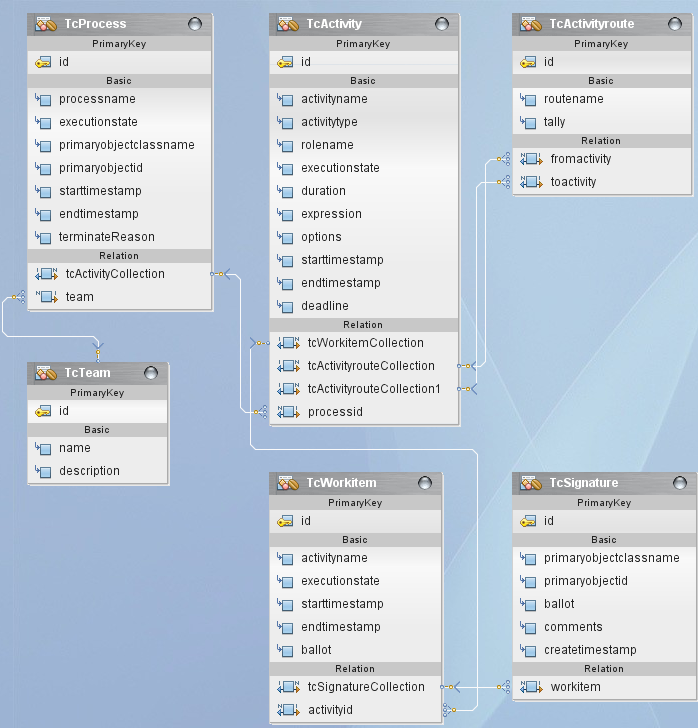 TcProcess
PrimaryKey
id
Basic
processname
executionstate
primaryobjectclassname
primaryobjectid
starttimestamp
endtimestamp
terminateReason
Relation
tcActivityCollection
team
TcActivity
PrimaryKey
id
Basic
activityname
activitytype
rolename
executionstate
duration
expression
options
starttimestamp
endtimestamp
deadline
Relation
tcWorkitemCollection
tcActivityrouteCollection
tcActivityrouteCollection1
processid
TcActivityroute
PrimaryKey
id
Basic
routename
tally
Relation
fromactivity
toactivity
TcTeam
PrimaryKey
id
Basic
name
description
TcWorkitem
PrimaryKey
id
Basic
activityname
executionstate
starttimestamp
endtimestamp
ballot
Relation
tcSignatureCollection
activityid
TcSignature
PrimaryKey
id
Basic
primaryobjectclassname
primaryobjectid
ballot
comments
createtimestamp
Relation
workitem